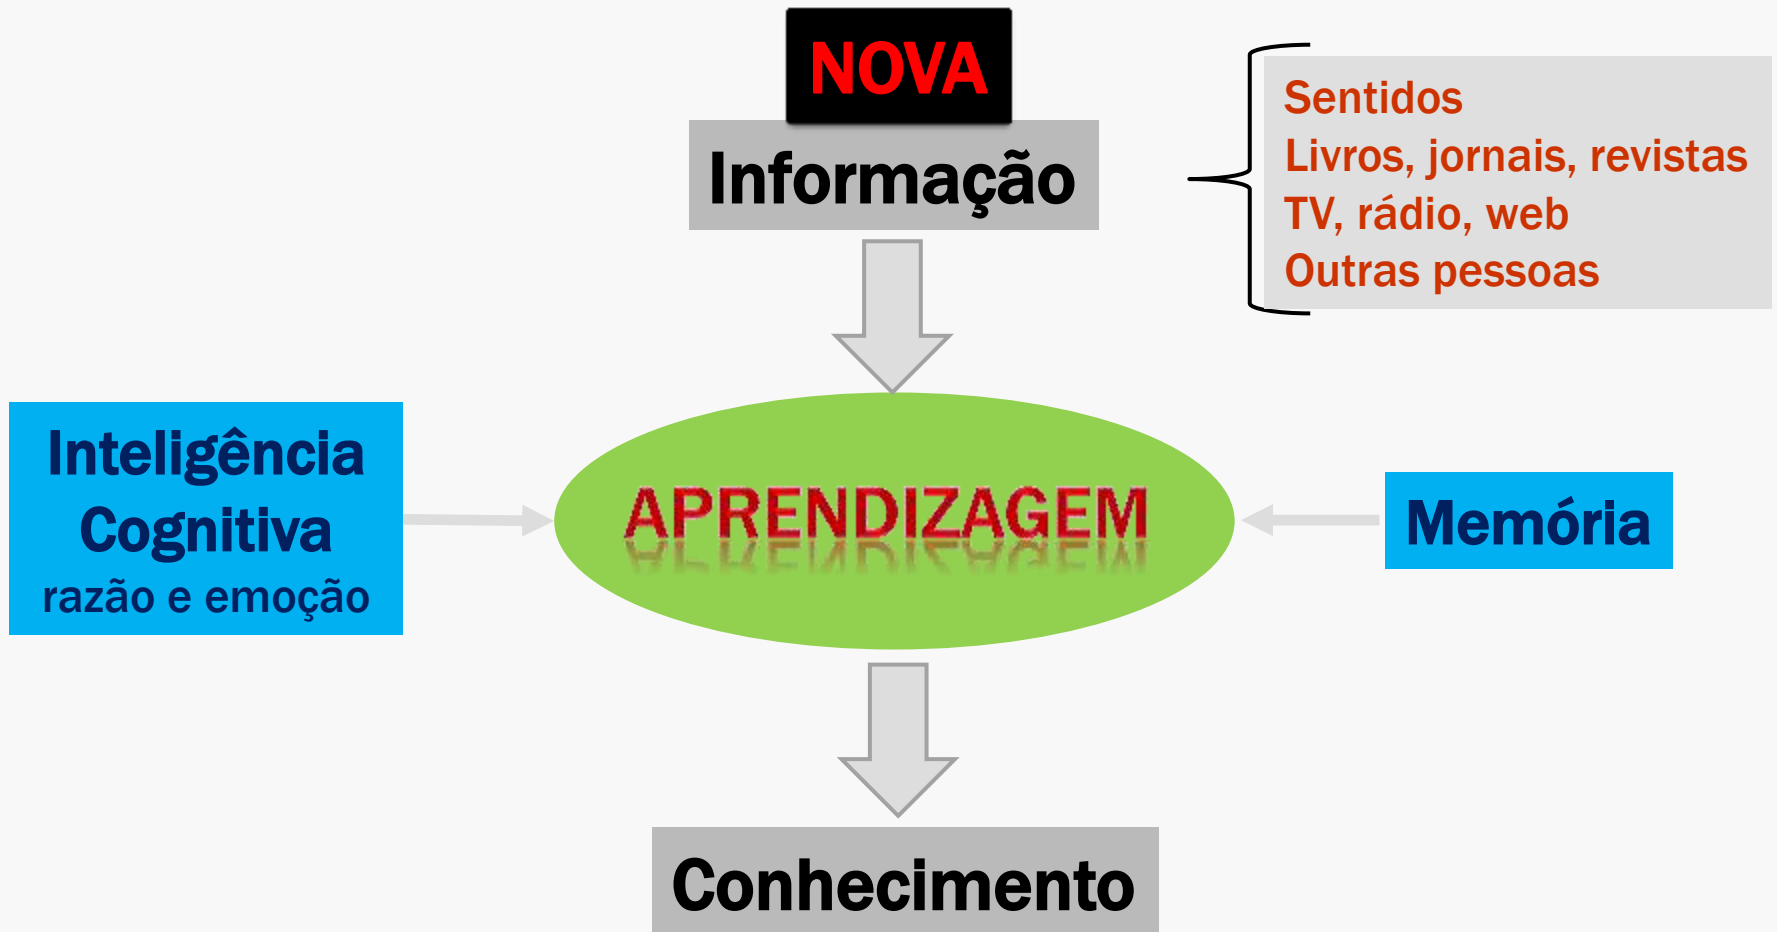 NOVA
Informação
Sentidos
Livros, jornais, revistas
TV, rádio, web
Outras pessoas
Inteligência
Cognitiva
razão e emoção
APRENDIZAGEM
Memória
Conhecimento